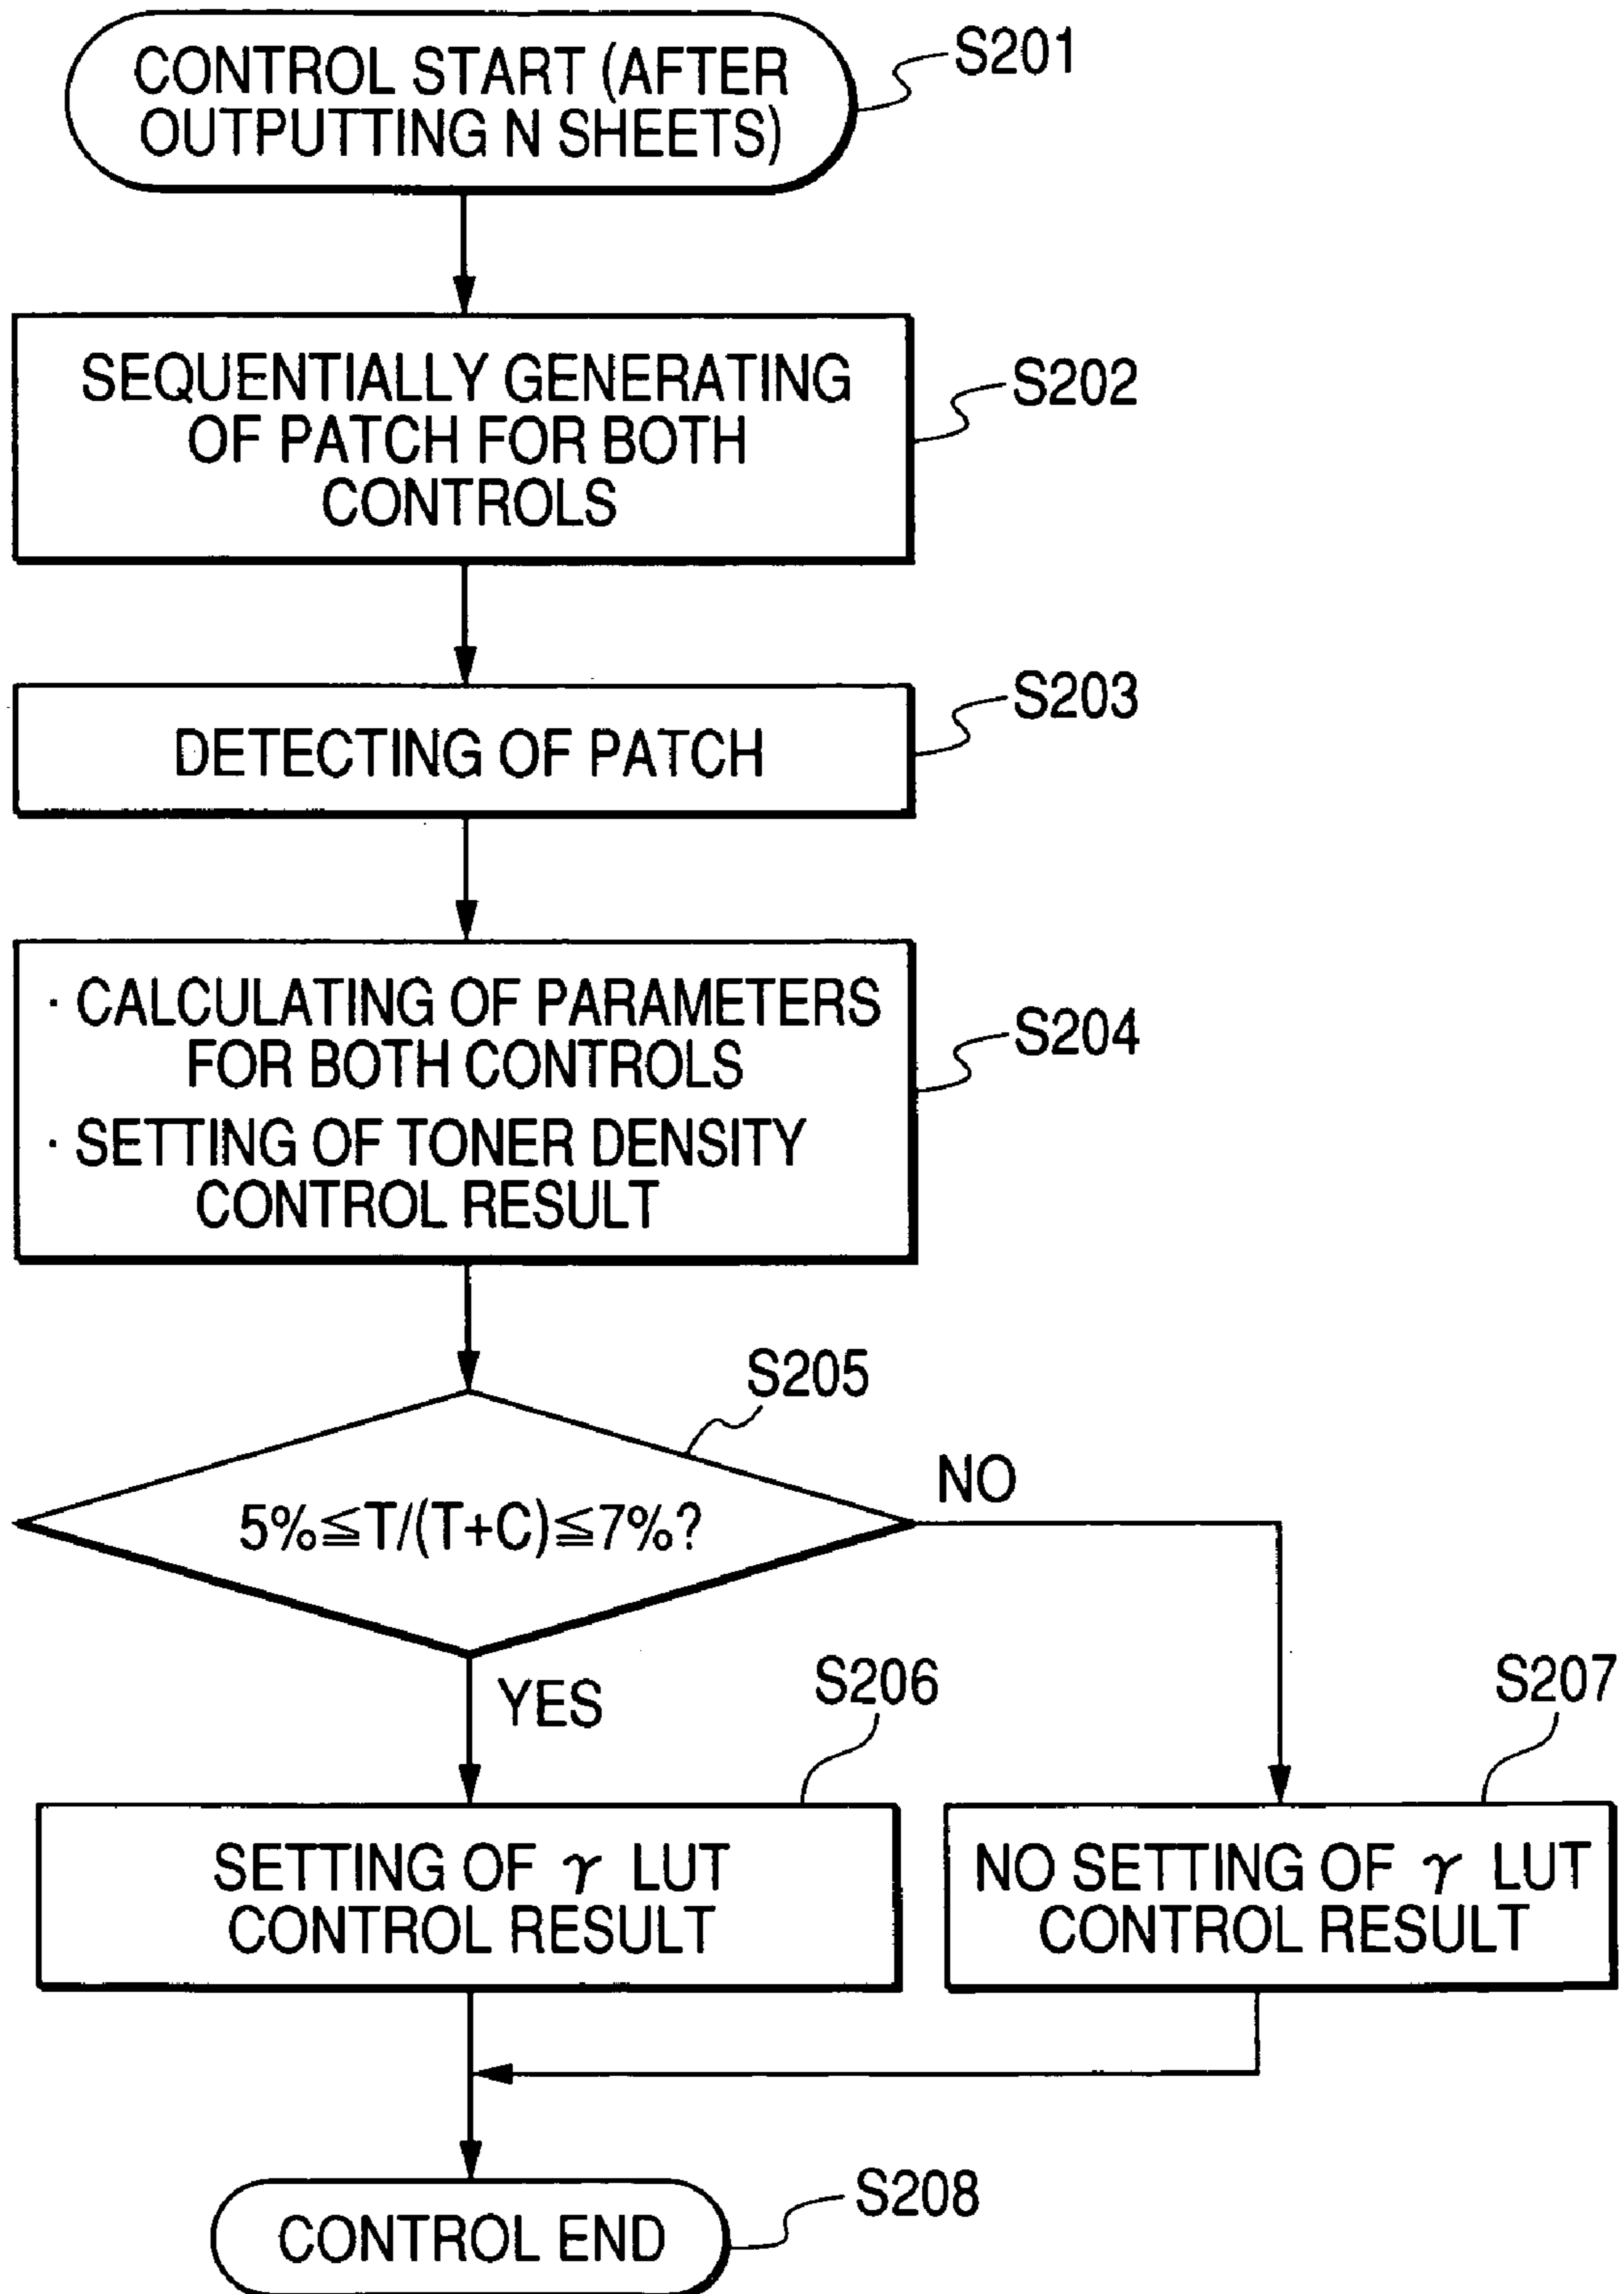 CONTROL START (AFTER
OUTPUTTING N SHEETS)
S201
SEQUENTIALLY GENERATING
OF PATCH FOR BOTH
CONTROLS
S202
DETECTING OF PATCH
S203
· CALCULATING OF PARAMETERS
FOR BOTH CONTROLS
· SETTING OF TONER DENSITY
CONTROL RESULT
S204
S205
5%≦T/(T+C)≦7%?
NO
YES
S206
SETTING OF γ LUT
CONTROL RESULT
S207
NO SETTING OF γ LUT
CONTROL RESULT
CONTROL END
S208